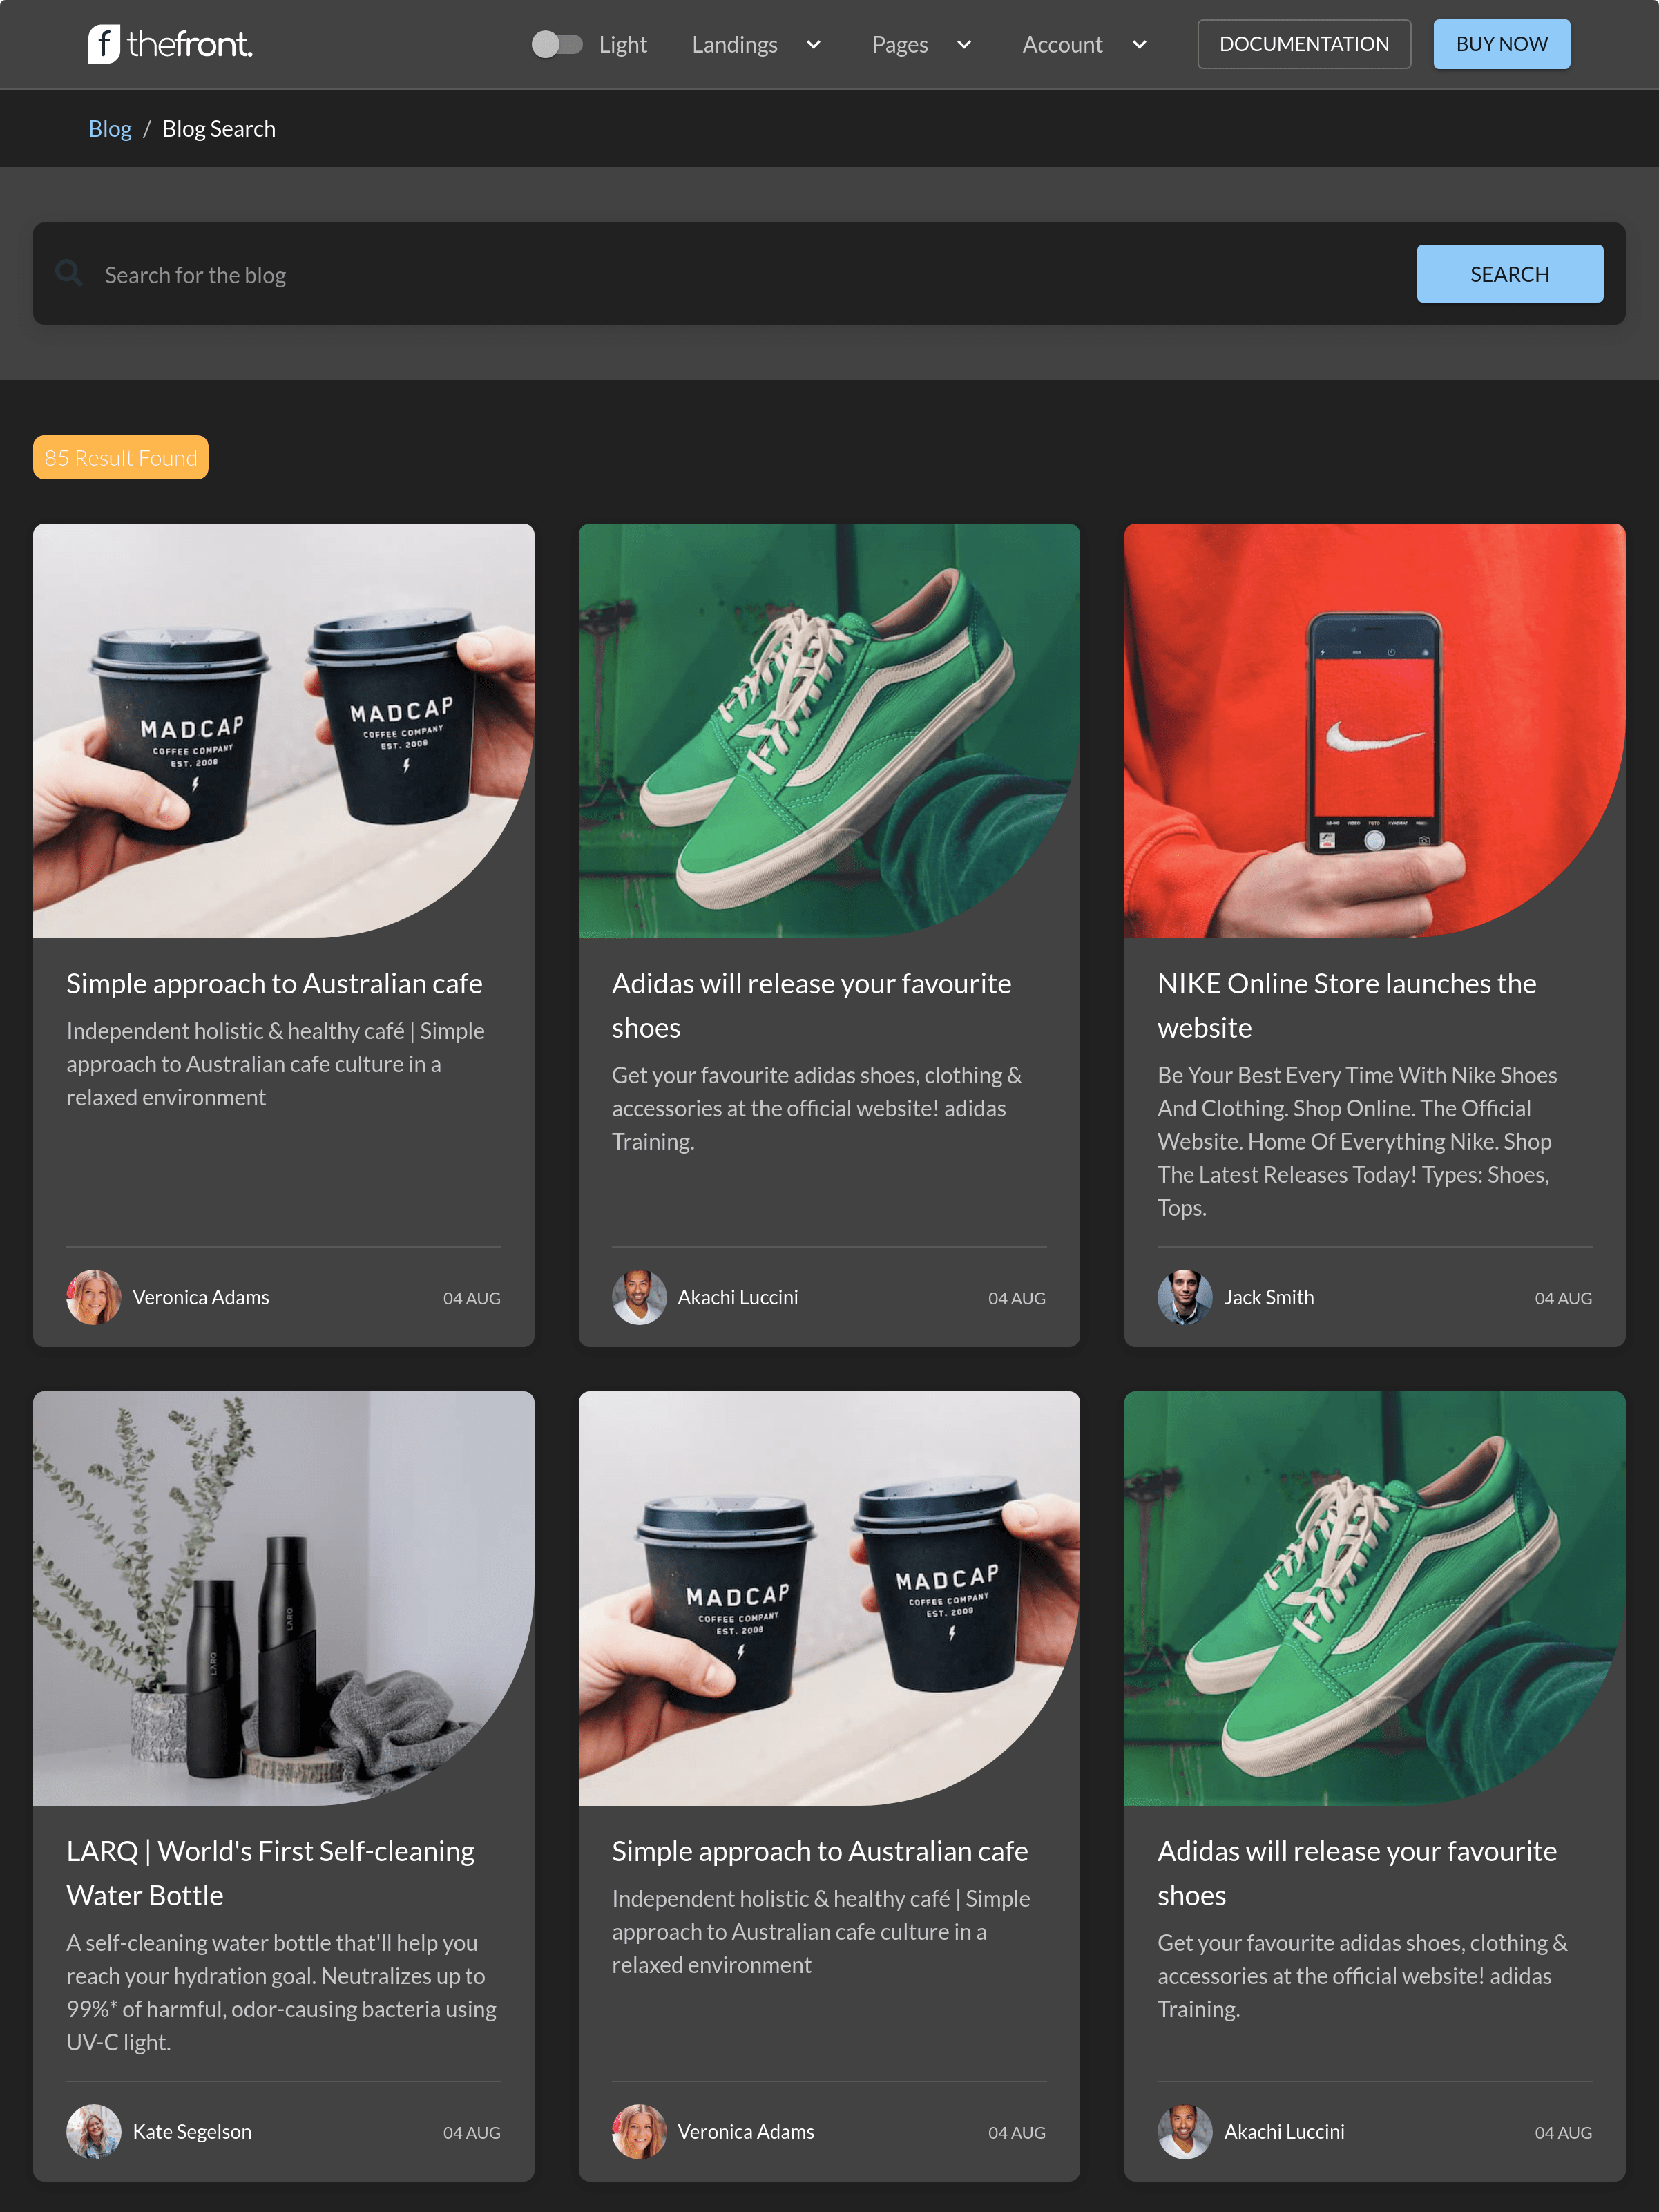 f thefront.
Light
Landings
Pages
Account
DOCUMENTATION
BUY NOW
Blog / Blog Search
Search for the blog
SEARCH
85 Result Found
MADCAP
COFFEE COMPANY
EST. 2008
MADCAP
COFFEE COMPANY
EST. 2008
Simple approach to Australian cafe
Independent holistic & healthy café | Simple
approach to Australian cafe culture in a
relaxed environment
Veronica Adams
04 AUG
Adidas will release your favourite
shoes
Get your favourite adidas shoes, clothing &
accessories at the official website! adidas
Training.
Akachi Luccini
04 AUG
FOTO
NIKE Online Store launches the
website
Be Your Best Every Time With Nike Shoes
And Clothing. Shop Online. The Official
Website. Home Of Everything Nike. Shop
The Latest Releases Today! Types: Shoes,
Tops.
Jack Smith
04 AUG
LARQ
LARQ
LARQ | World's First Self-cleaning
Water Bottle
A self-cleaning water bottle that'll help you
reach your hydration goal. Neutralizes up to
99%* of harmful, odor-causing bacteria using
UV-C light.
Kate Segelson
04 AUG
MADCAP
COFFEE COMPANY
EST. 2008
MADCAP
COFFEE COMPANY
EST. 2008
Simple approach to Australian cafe
Independent holistic & healthy café | Simple
approach to Australian cafe culture in a
relaxed environment
Veronica Adams
04 AUG
Adidas will release your favourite
shoes
Get your favourite adidas shoes, clothing &
accessories at the official website! adidas
Training.
Akachi Luccini
04 AUG